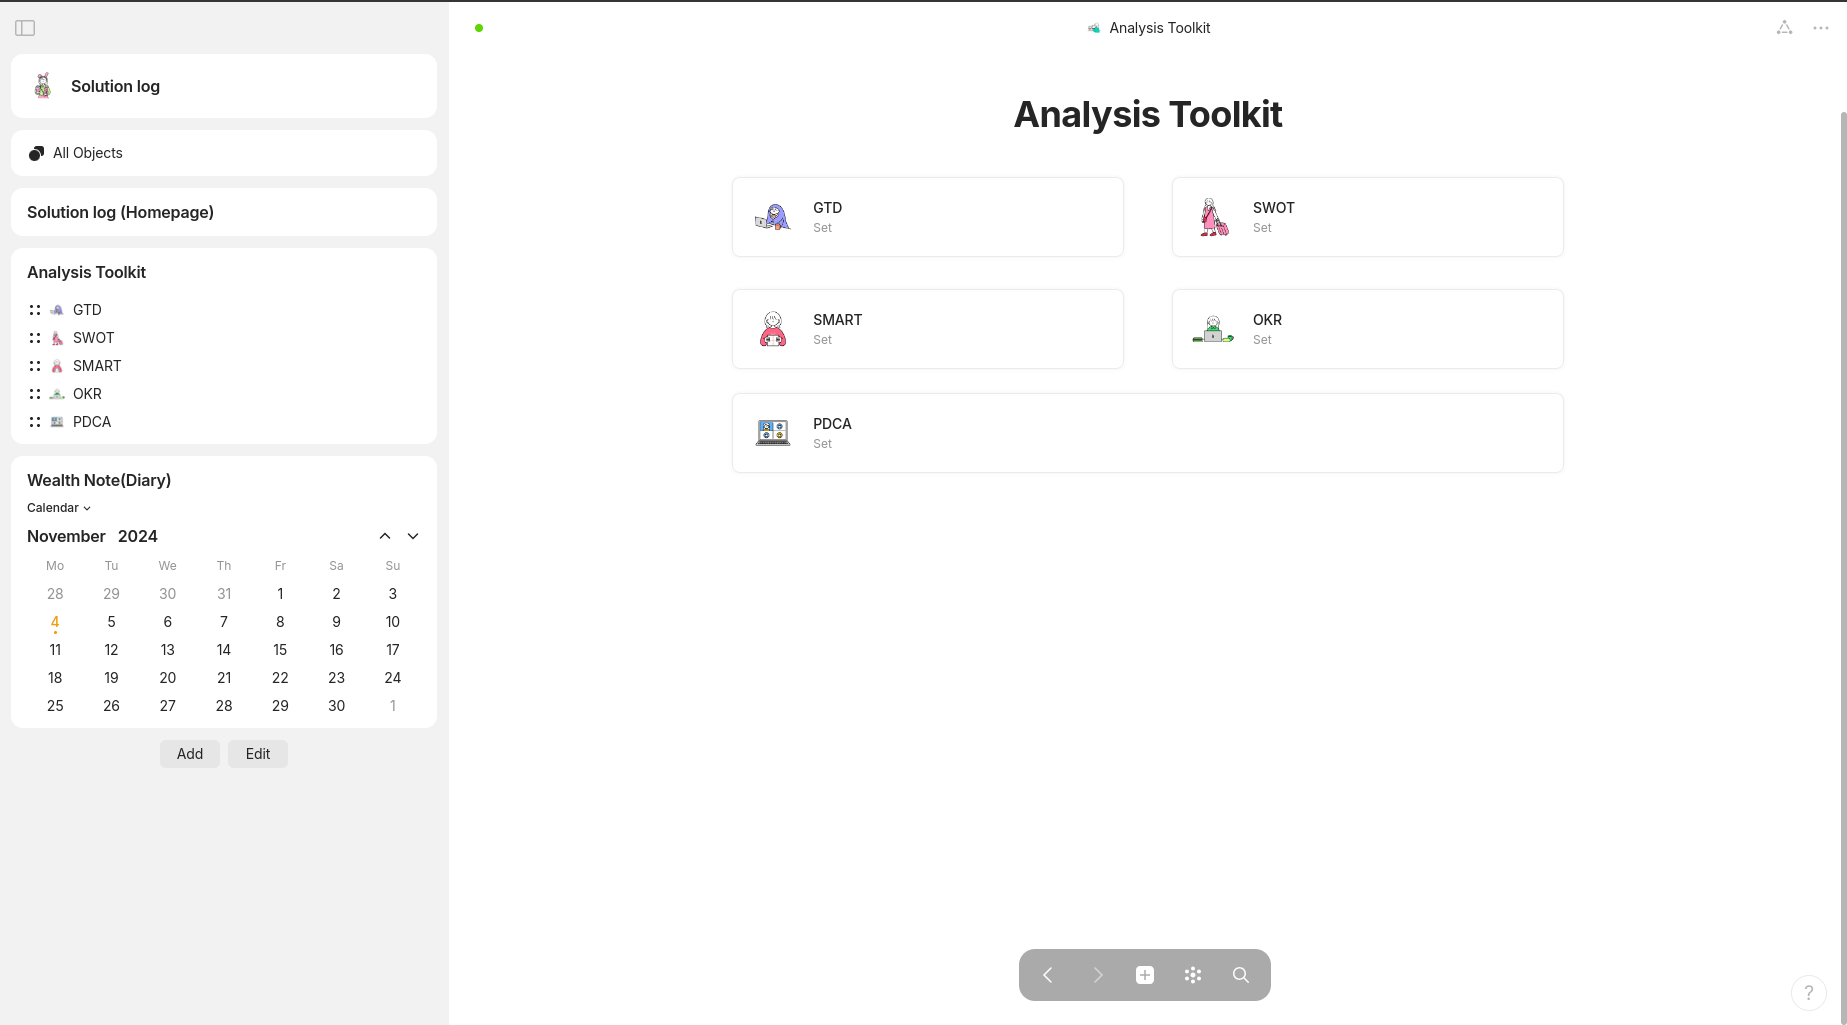 Solution log
All Objects
Solution log (Homepage)
Analysis Toolkit
GTD
SWOT
SMART
OKR
PDCA
Wealth Note(Diary)
Calendar
November 2024
Mo Tu We Th Fr Sa Su
28 29 30 31 1 2 3
4 5 6 7 8 9 10
11 12 13 14 15 16 17
18 19 20 21 22 23 24
25 26 27 28 29 30 1
Add Edit
Analysis Toolkit
Analysis Toolkit
GTD
Set
SWOT
Set
SMART
Set
OKR
Set
PDCA
Set
?